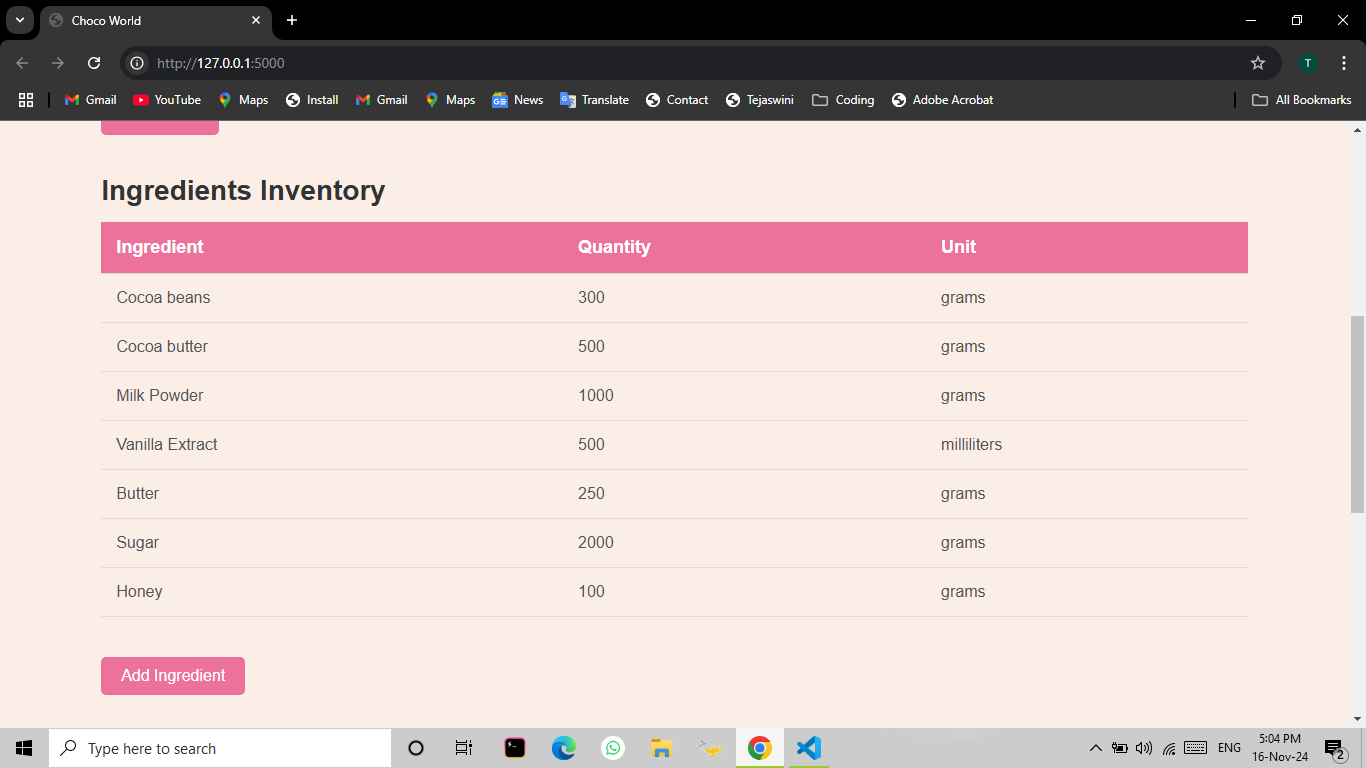 Choco World
http://127.0.0.1:5000
T
Gmail YouTube Maps Install Gmail Maps News Translate Contact Tejaswini Coding Adobe Acrobat All Bookmarks
Ingredients Inventory
Ingredient Quantity Unit
Cocoa beans 300 grams
Cocoa butter 500 grams
Milk Powder 1000 grams
Vanilla Extract 500 milliliters
Butter 250 grams
Sugar 2000 grams
Honey 100 grams
Add Ingredient
Type here to search
ENG
5:04 PM
16-Nov-24
2